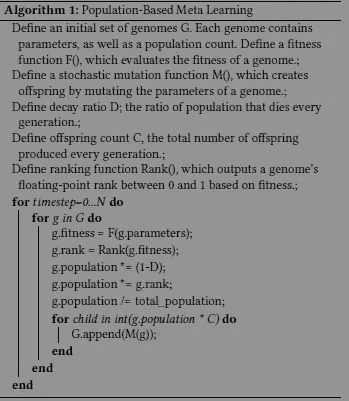 Algorithm 1: Population-Based Meta Learning
Define an initial set of genomes G. Each genome contains
parameters, as well as a population count. Define a fitness
function F(), which evaluates the fitness of a genome.;
Define a stochastic mutation function M(), which creates
offspring by mutating the parameters of a genome.;
Define decay ratio D; the ratio of population that dies every
generation.;
Define offspring count C, the total number of offspring
produced every generation.;
Define ranking function Rank(), which outputs a genome's
floating-point rank between 0 and 1 based on fitness.;
for timestep=0...N do
for g in G do
g.fitness = F(g.parameters);
g.rank = Rank(g.fitness);
g.population *= (1-D);
g.population *= g.rank;
g.population /= total_population;
for child in int(g.population * C) do
G.append(M(g));
end
end
end